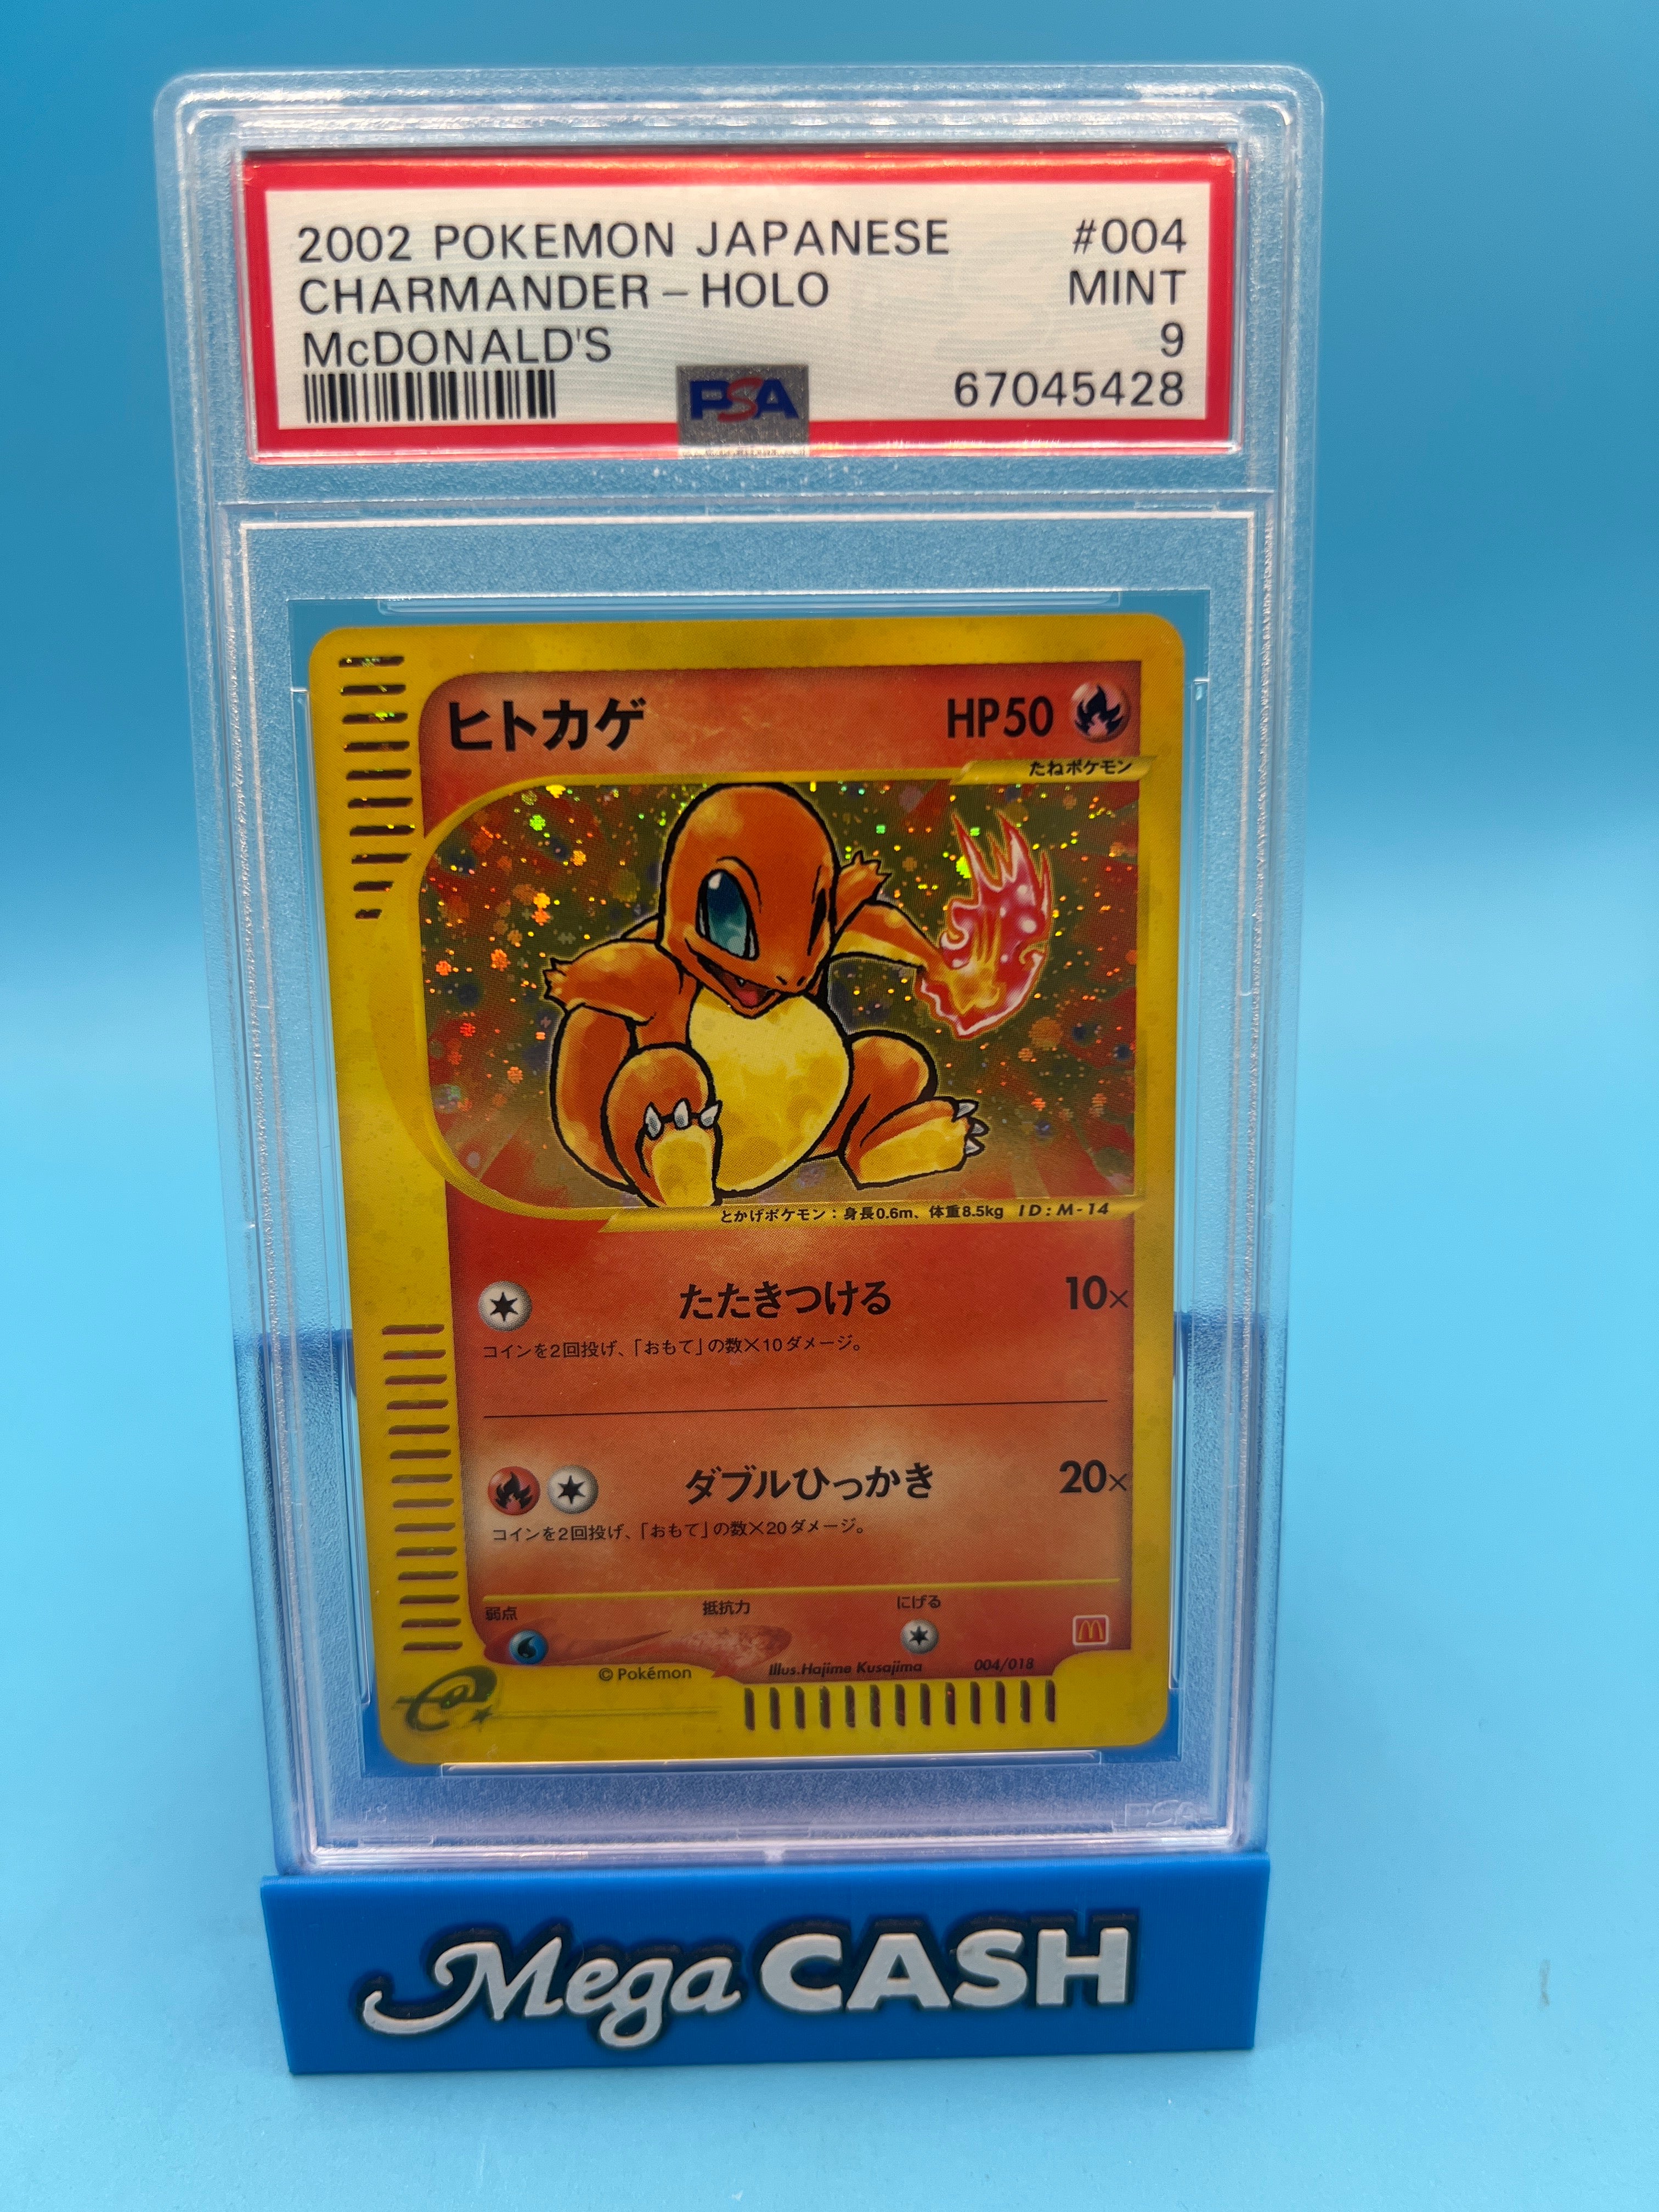 2002 POKEMON JAPANESE #004
CHARMANDER – HOLO MINT
McDONALD'S 9
PSA 67045428
ヒトカゲ HP50
たねポケモン
とかげポケモン：身長0.6m、体重8.5kg ID:M-14
たたきつける 10×
コインを2回投げ、「おもて」の数×10ダメージ。
ダブルひっかき 20×
コインを2回投げ、「おもて」の数×20ダメージ。
弱点 抵抗力 にげる
©Pokémon Illus.Hajime Kusajima 004/018
e
PSA
Mega CASH